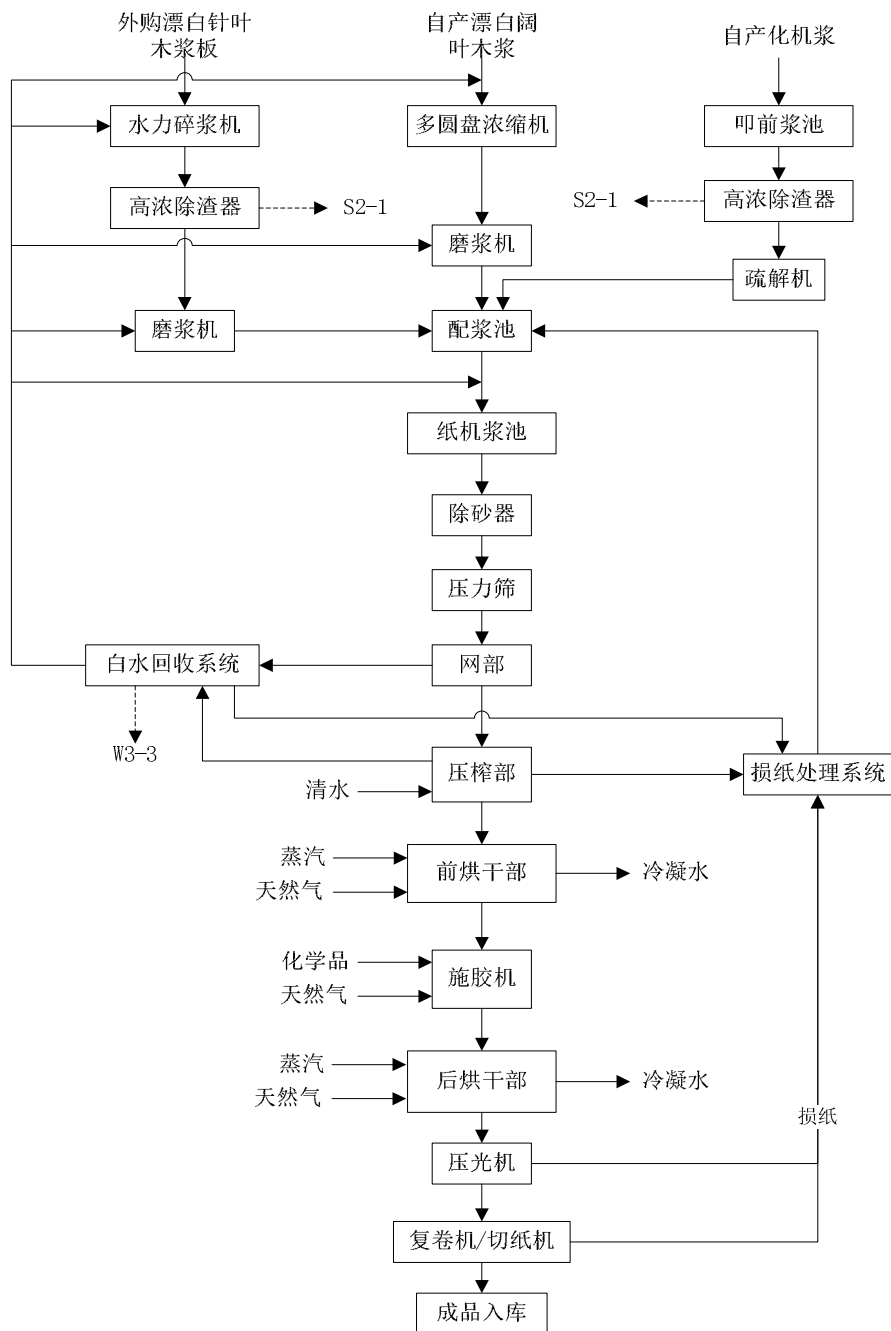 外购漂白针叶
木浆板
自产漂白阔
叶木浆
自产化机浆
水力碎浆机
多圆盘浓缩机
叩前浆池
高浓除渣器
S2-1
S2-1
高浓除渣器
磨浆机
疏解机
磨浆机
配浆池
纸机浆池
除砂器
压力筛
白水回收系统
网部
W3-3
压榨部
损纸处理系统
清水
蒸汽
天然气
前烘干部
冷凝水
化学品
天然气
施胶机
蒸汽
天然气
后烘干部
冷凝水
损纸
压光机
复卷机/切纸机
成品入库